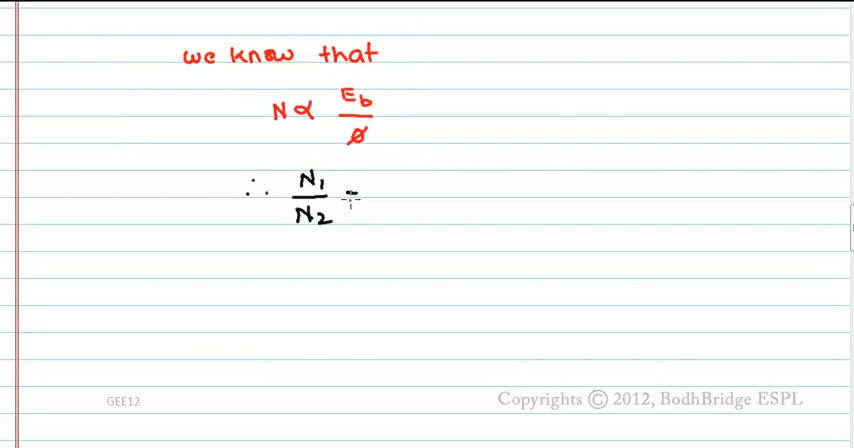 we know that
N ∝ Eb/φ
∴ N1/N2 =
GEE12
Copyrights © 2012, BodhBridge ESPL